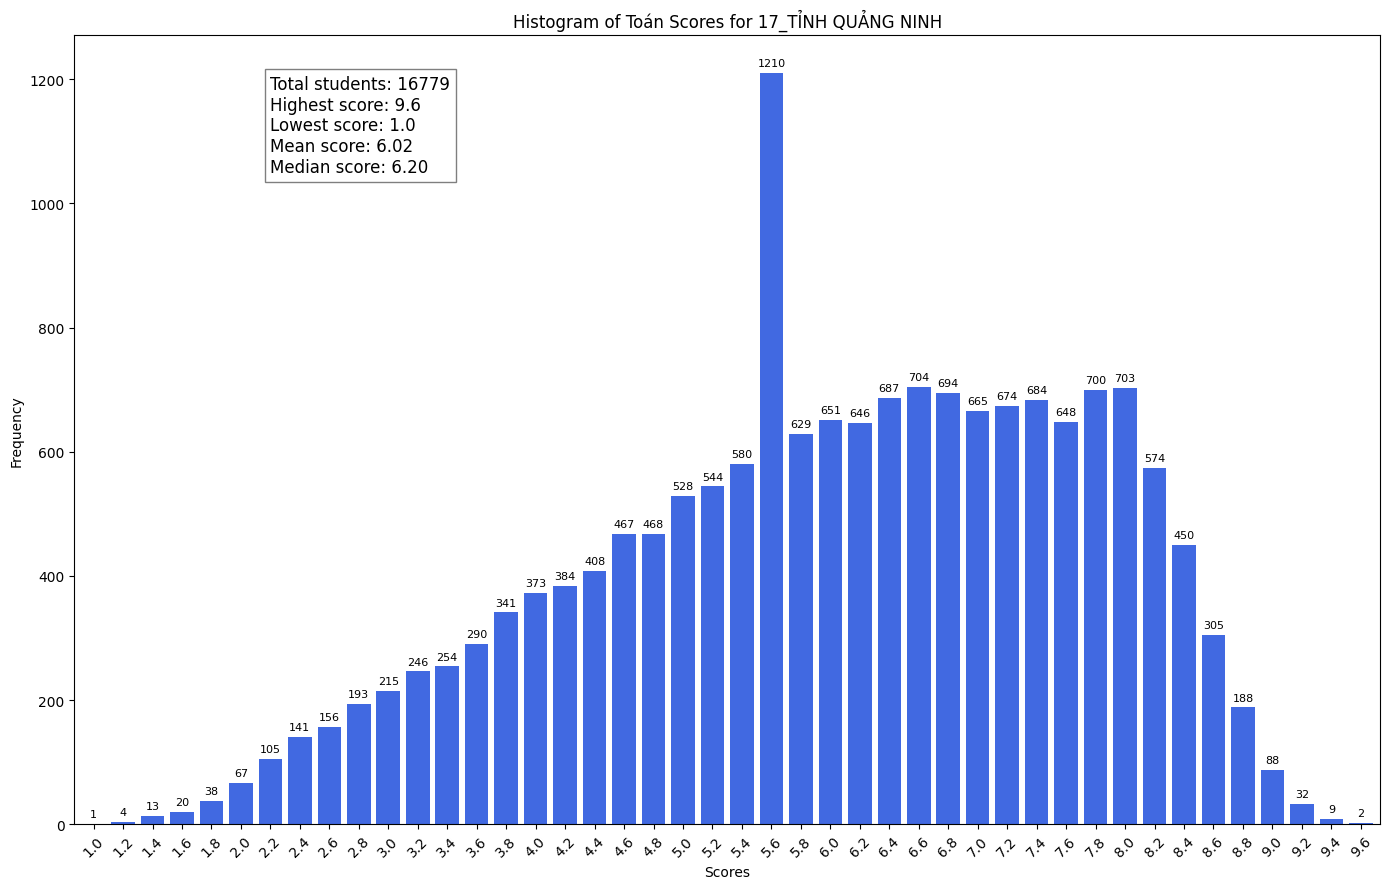 Histogram of Toán Scores for 17_TỈNH QUẢNG NINH
Total students: 16779
Highest score: 9.6
Lowest score: 1.0
Mean score: 6.02
Median score: 6.20
Frequency
1200
1000
800
600
400
200
0
1 4 13 20 38 67 105 141 156 193 215 246 254 290 341 373 384 408 467 468 528 544 580 1210 629 651 646 687 704 694 665 674 684 648 700 703 574 450 305 188 88 32 9 2
1.0 1.2 1.4 1.6 1.8 2.0 2.2 2.4 2.6 2.8 3.0 3.2 3.4 3.6 3.8 4.0 4.2 4.4 4.6 4.8 5.0 5.2 5.4 5.6 5.8 6.0 6.2 6.4 6.6 6.8 7.0 7.2 7.4 7.6 7.8 8.0 8.2 8.4 8.6 8.8 9.0 9.2 9.4 9.6
Scores